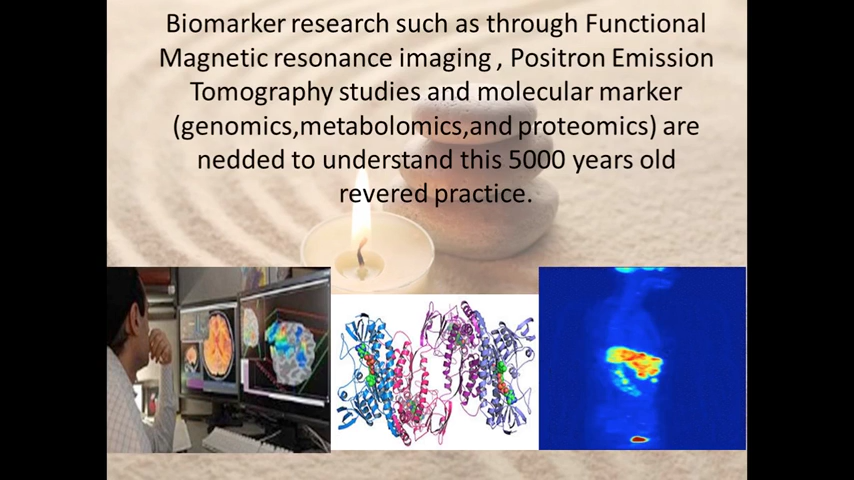 Biomarker research such as through Functional
Magnetic resonance imaging , Positron Emission
Tomography studies and molecular marker
(genomics,metabolomics,and proteomics) are
nedded to understand this 5000 years old
revered practice.